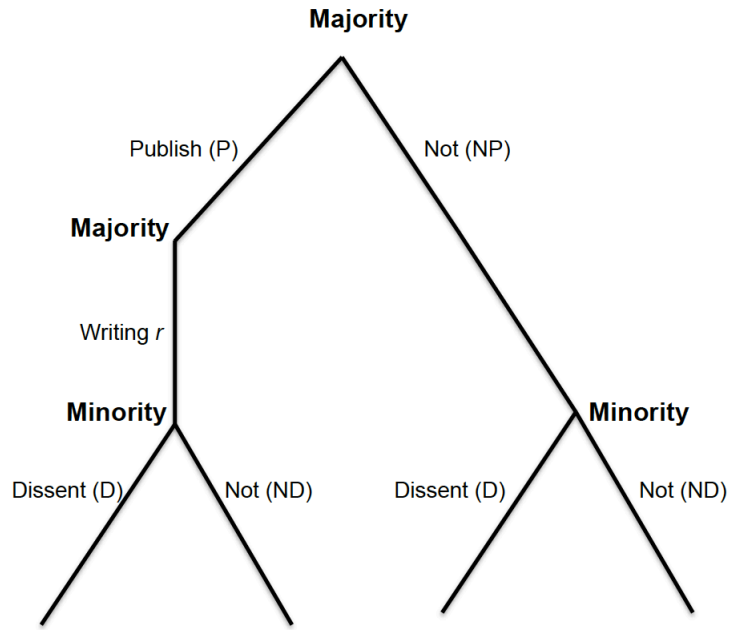 Majority
Publish (P)
Not (NP)
Majority
Writing r
Minority
Minority
Dissent (D)
Not (ND)
Dissent (D)
Not (ND)